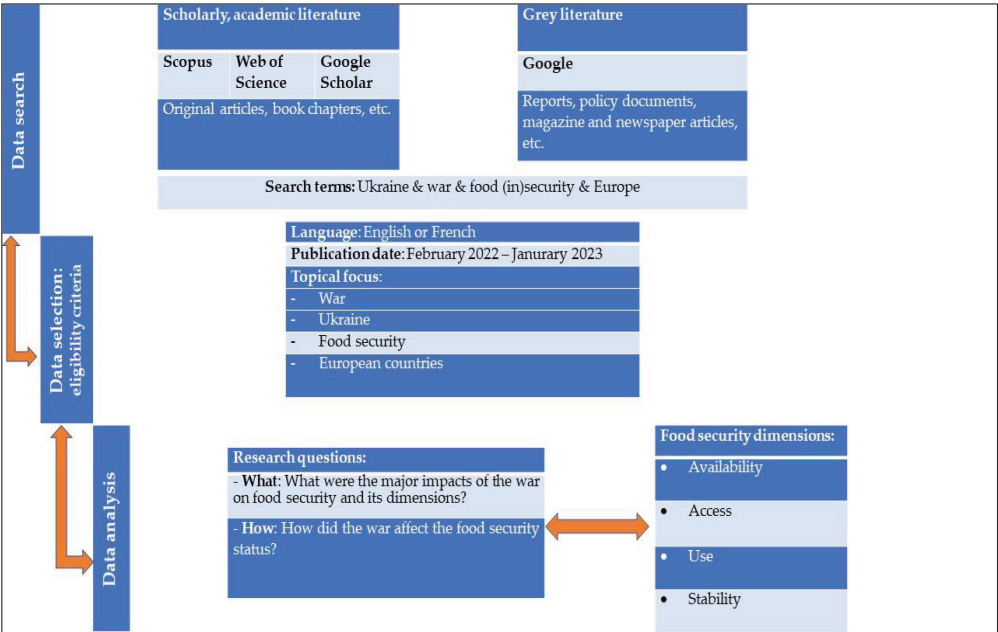 Data search
Scholarly, academic literature
Scopus
Web of
Science
Google
Scholar
Original articles, book chapters, etc.
Grey literature
Google
Reports, policy documents,
magazine and newspaper articles,
etc.
Search terms: Ukraine & war & food (in)security & Europe
Data selection:
eligibility criteria
Language: English or French
Publication date: February 2022 – Janurary 2023
Topical focus:
- War
- Ukraine
- Food security
- European countries
Data analysis
Research questions:
- What: What were the major impacts of the war
on food security and its dimensions?
- How: How did the war affect the food security
status?
Food security dimensions:
• Availability
• Access
• Use
• Stability